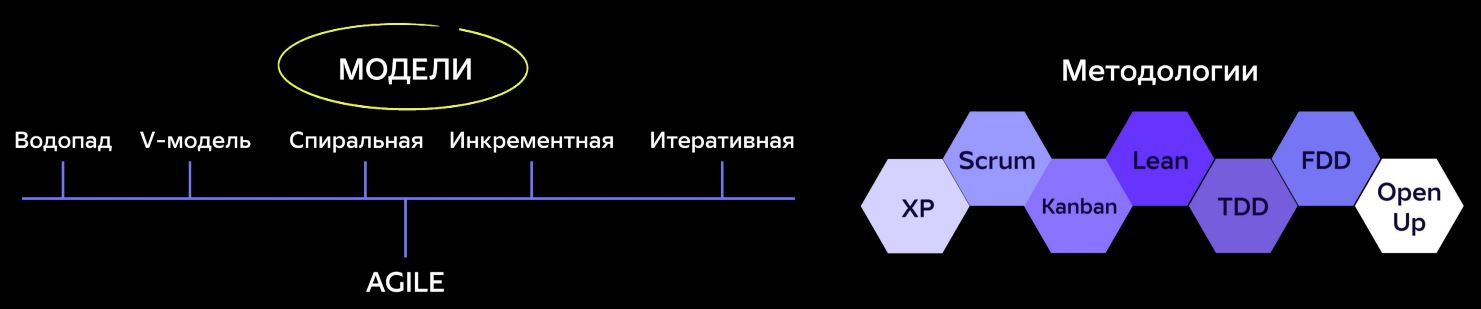 МОДЕЛИ
Водопад
V-модель
Спиральная
Инкрементная
Итеративная
AGILE
Методологии
XP
Scrum
Kanban
Lean
TDD
FDD
Open
Up